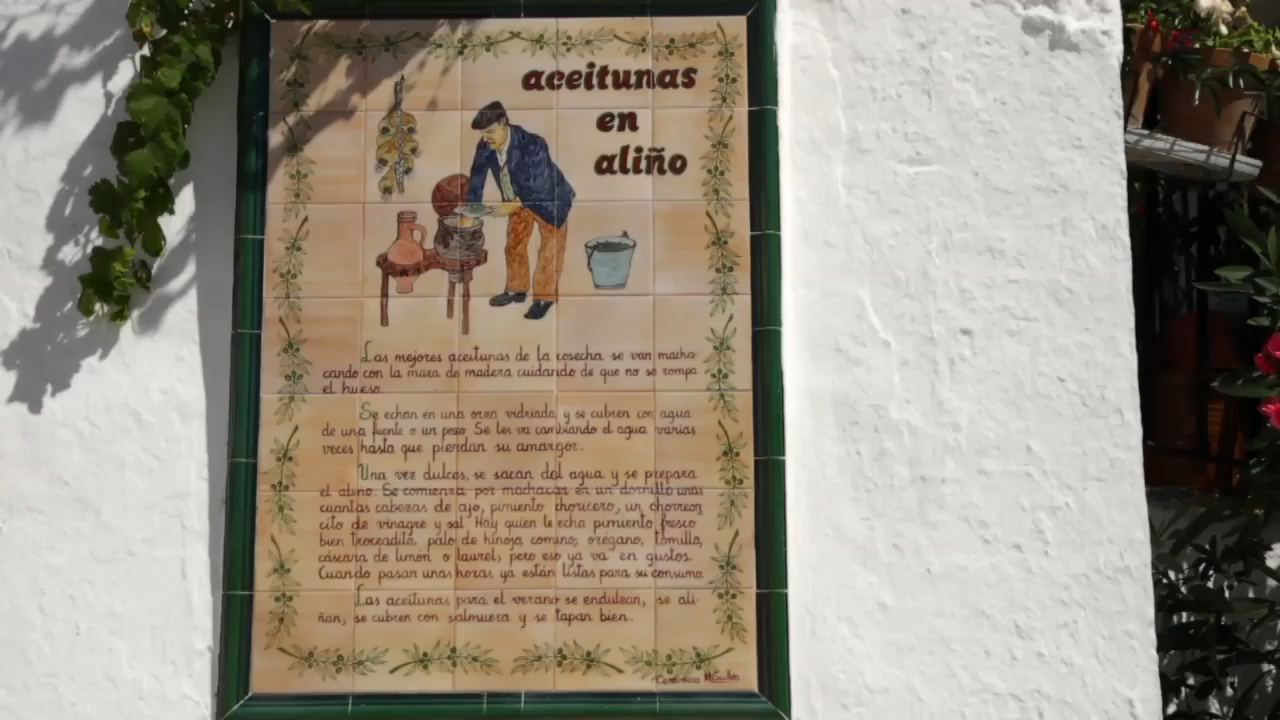 aceitunas
en
aliño
Las mejores aceitunas de la cosecha se van macha-
cando con la maza de madera cuidando de que no se rompa
el hueso.
Se echan en una orza vidriada, y se cubren con agua
de una fuente o un pozo. Se les va cambiando el agua varias
veces hasta que pierdan su amargor.
Una vez dulces, se sacan del agua y se prepara
el aliño. Se comienza por machacar en un dornillo unas
cuantas cabezas de ajo, pimiento choricero, un chorreon
cito de vinagre y sal. Hay quien le echa pimiento fresco
bien troceadito, palo de hinojo, comino, orégano, tomillo,
cáscara de limón o laurel, pero eso ya va en gustos.
Cuando pasan unas horas ya están listas para su consumo.
Las aceitunas para el verano se endulzan, se ali-
ñan, se cubren con salmuera y se tapan bien.
Cerámicas